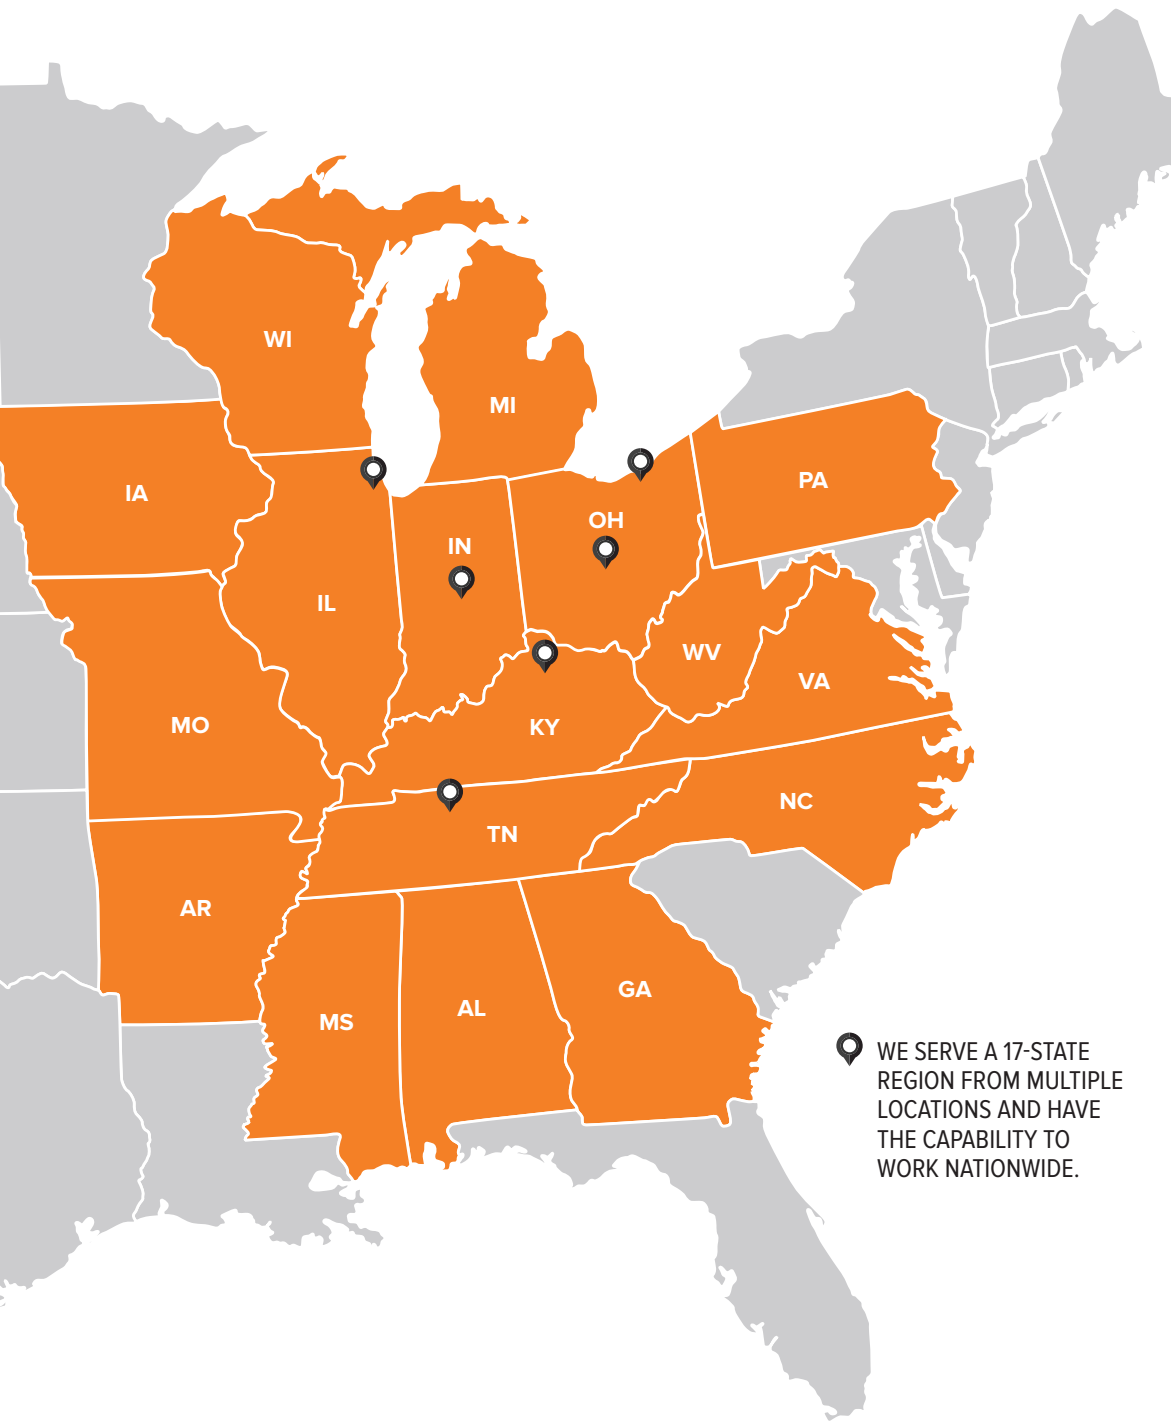 WI
MI
IA
PA
OH
IN
IL
WV
VA
MO
KY
NC
TN
AR
GA
MS
AL
WE SERVE A 17-STATE
REGION FROM MULTIPLE
LOCATIONS AND HAVE
THE CAPABILITY TO
WORK NATIONWIDE.